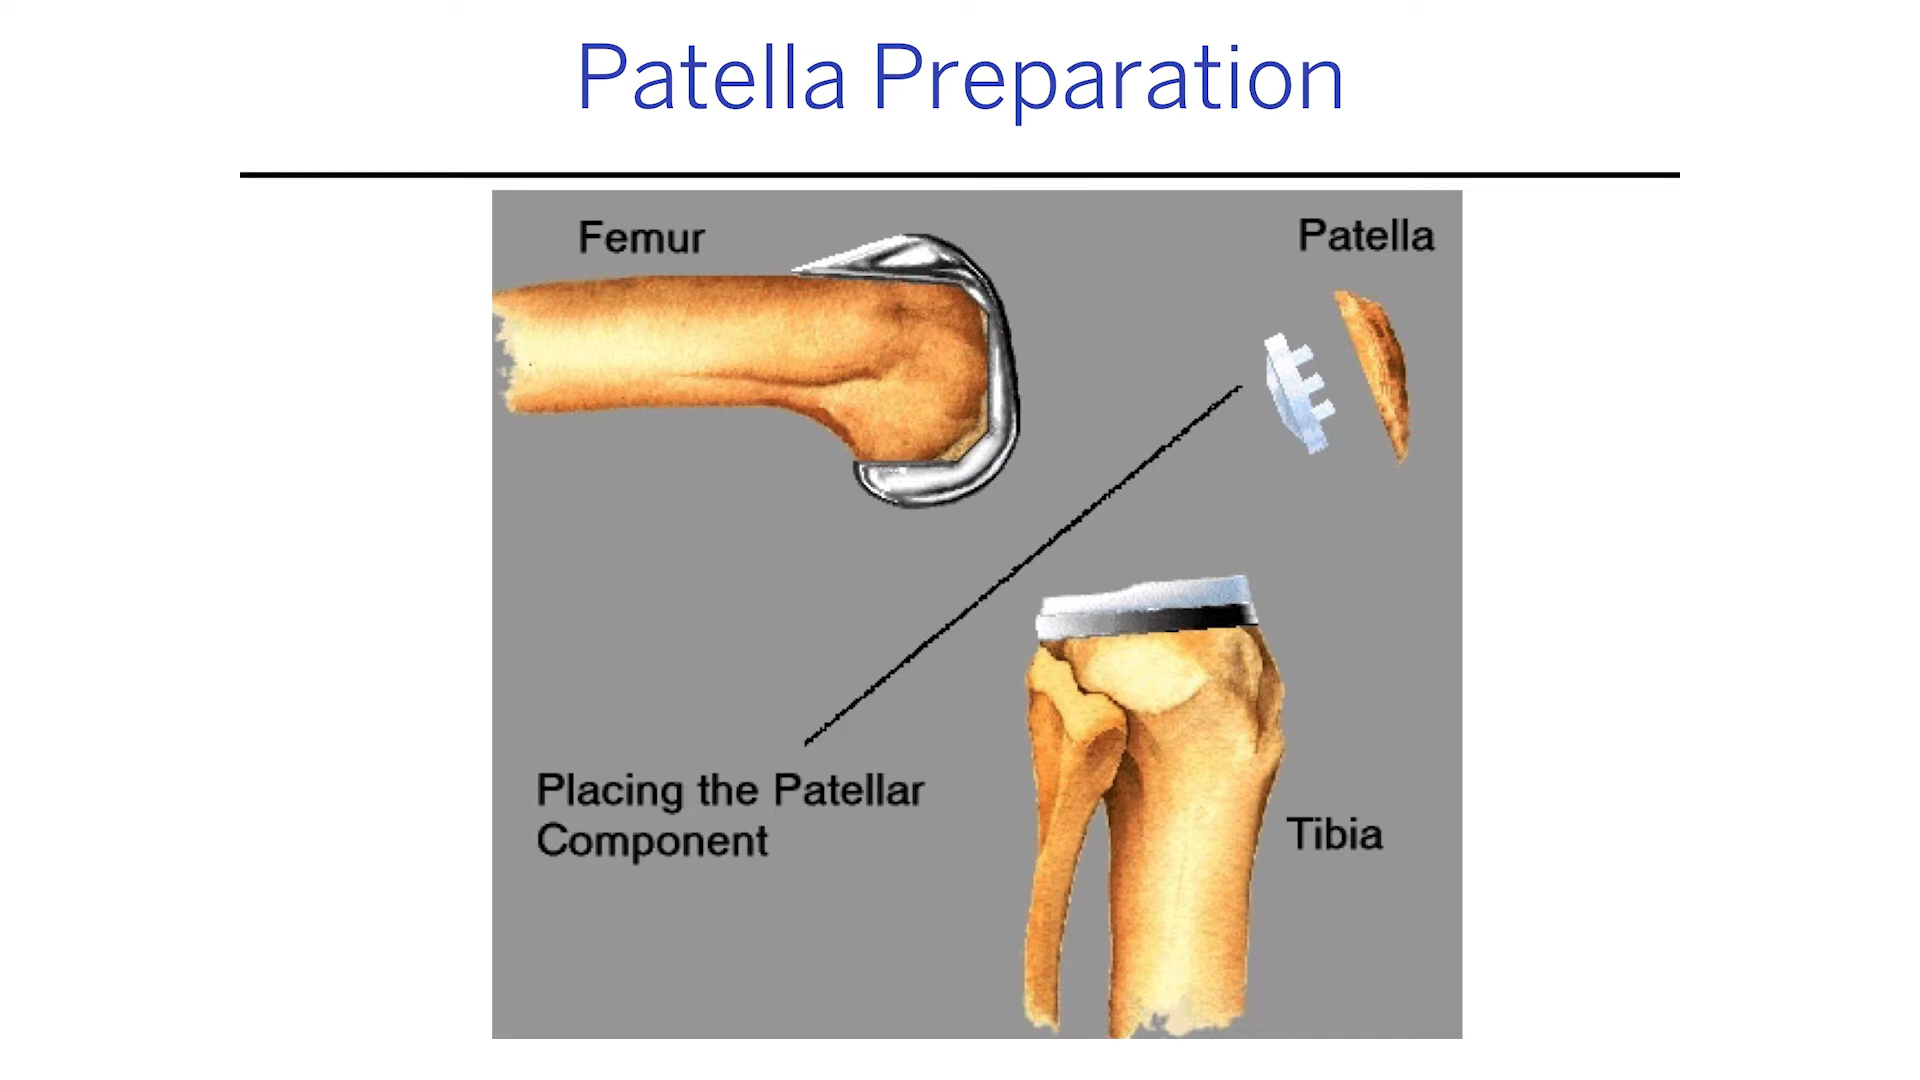 Patella Preparation
Femur
Patella
Placing the Patellar
Component
Tibia